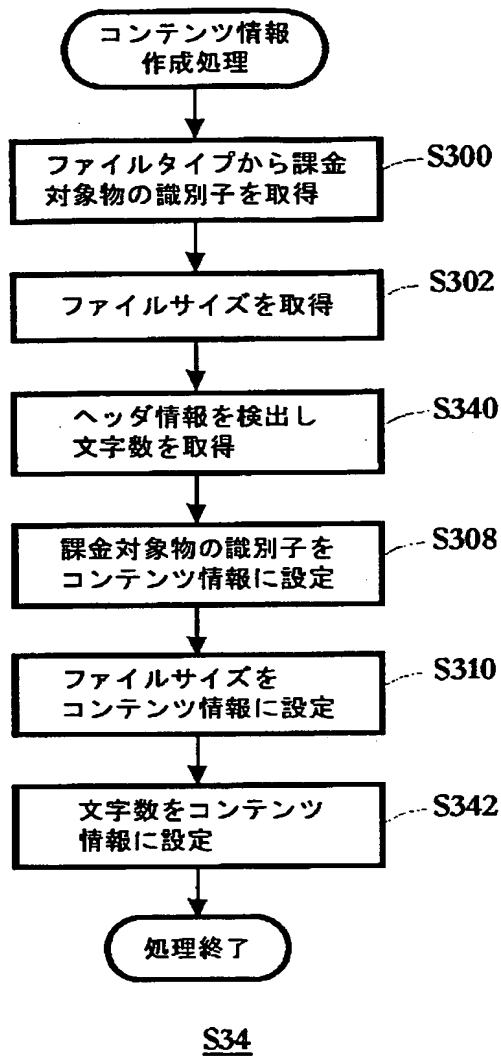 コンテンツ情報
作成処理
ファイルタイプから課金
対象物の識別子を取得
S300
ファイルサイズを取得
S302
ヘッダ情報を検出し
文字数を取得
S340
課金対象物の識別子を
コンテンツ情報に設定
S308
ファイルサイズを
コンテンツ情報に設定
S310
文字数をコンテンツ
情報に設定
S342
処理終了
S34